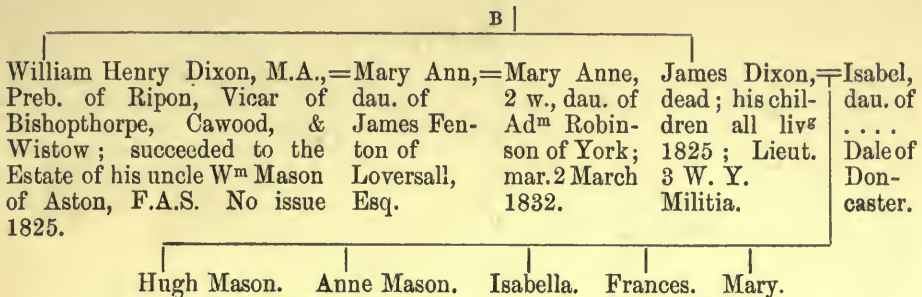 B
William Henry Dixon, M.A.,=
Preb. of Ripon, Vicar of
Bishopthorpe, Cawood, &
Wistow ; succeeded to the
Estate of his uncle Wᵐ Mason
of Aston, F.A.S. No issue
1825.
Mary Ann,=
dau. of
James Fen-
ton of
Loversall,
Esq.
Mary Anne,
2 w., dau. of
Adᵐ Robin-
son of York;
mar. 2 March
1832.
James Dixon,=
dead ; his chil-
dren all livᵍ
1825 ; Lieut.
3 W. Y.
Militia.
Isabel,
dau. of
. . . .
Dale of
Don-
caster.
Hugh Mason. Anne Mason. Isabella. Frances. Mary.